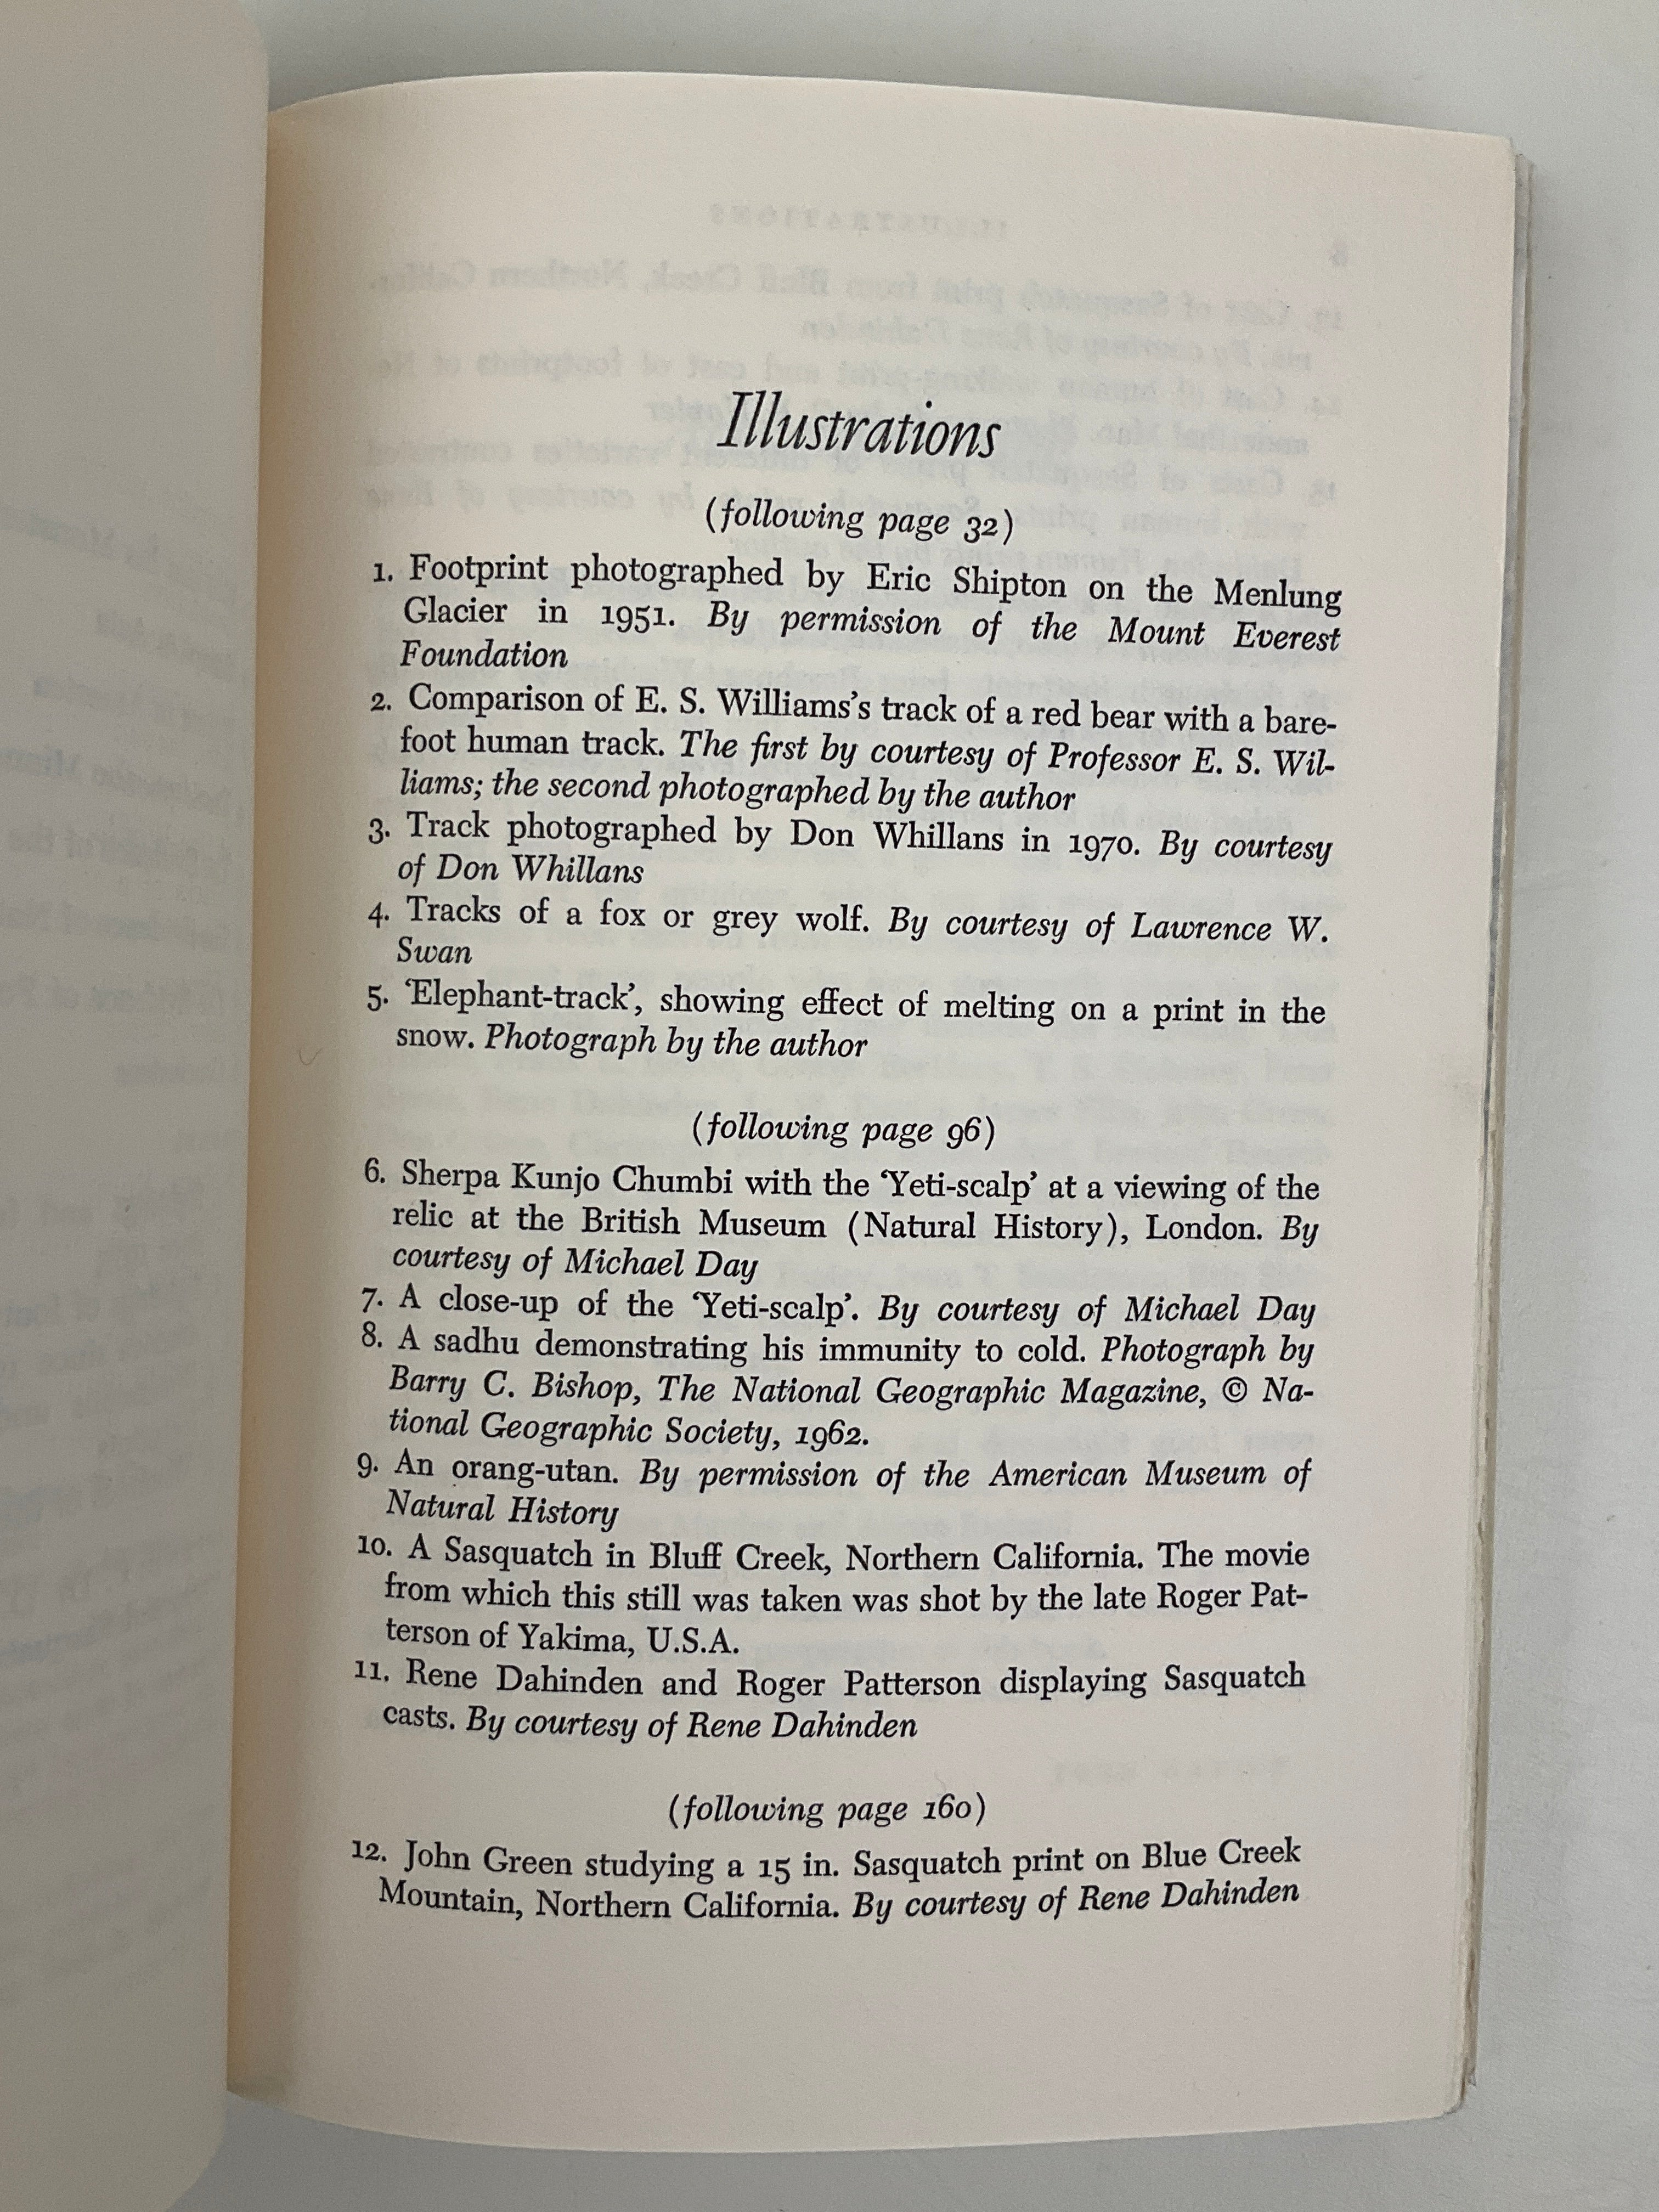 Illustrations
(following page 32)
1. Footprint photographed by Eric Shipton on the Menlung
Glacier in 1951. By permission of the Mount Everest
Foundation
2. Comparison of E. S. Williams's track of a red bear with a bare-
foot human track. The first by courtesy of Professor E. S. Wil-
liams; the second photographed by the author
3. Track photographed by Don Whillans in 1970. By courtesy
of Don Whillans
4. Tracks of a fox or grey wolf. By courtesy of Lawrence W.
Swan
5. ‘Elephant-track’, showing effect of melting on a print in the
snow. Photograph by the author
(following page 96)
6. Sherpa Kunjo Chumbi with the ‘Yeti-scalp’ at a viewing of the
relic at the British Museum (Natural History), London. By
courtesy of Michael Day
7. A close-up of the ‘Yeti-scalp’. By courtesy of Michael Day
8. A sadhu demonstrating his immunity to cold. Photograph by
Barry C. Bishop, The National Geographic Magazine, © Na-
tional Geographic Society, 1962.
9. An orang-utan. By permission of the American Museum of
Natural History
10. A Sasquatch in Bluff Creek, Northern California. The movie
from which this still was taken was shot by the late Roger Pat-
terson of Yakima, U.S.A.
11. Rene Dahinden and Roger Patterson displaying Sasquatch
casts. By courtesy of Rene Dahinden
(following page 160)
12. John Green studying a 15 in. Sasquatch print on Blue Creek
Mountain, Northern California. By courtesy of Rene Dahinden